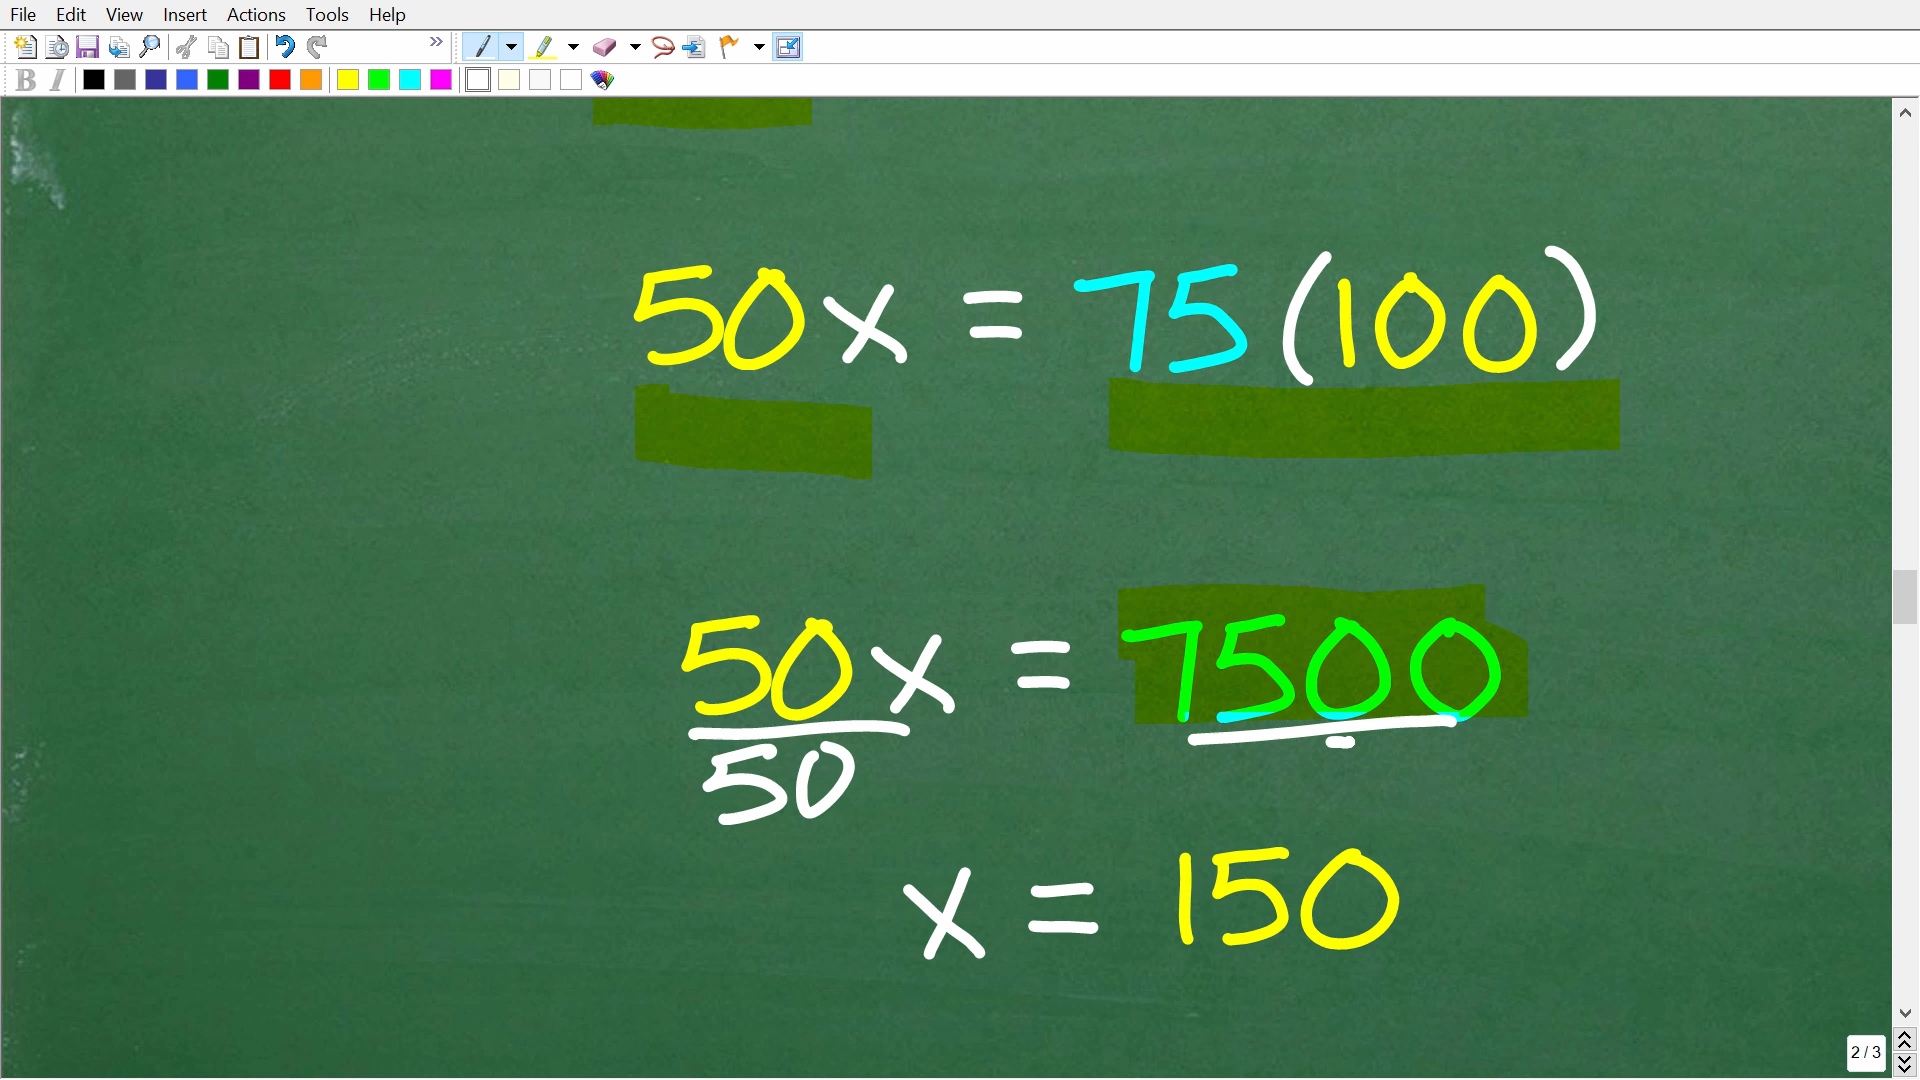 File Edit View Insert Actions Tools Help
B I
50x = 75(100)
50x = 7500
50
x = 150
2 / 3